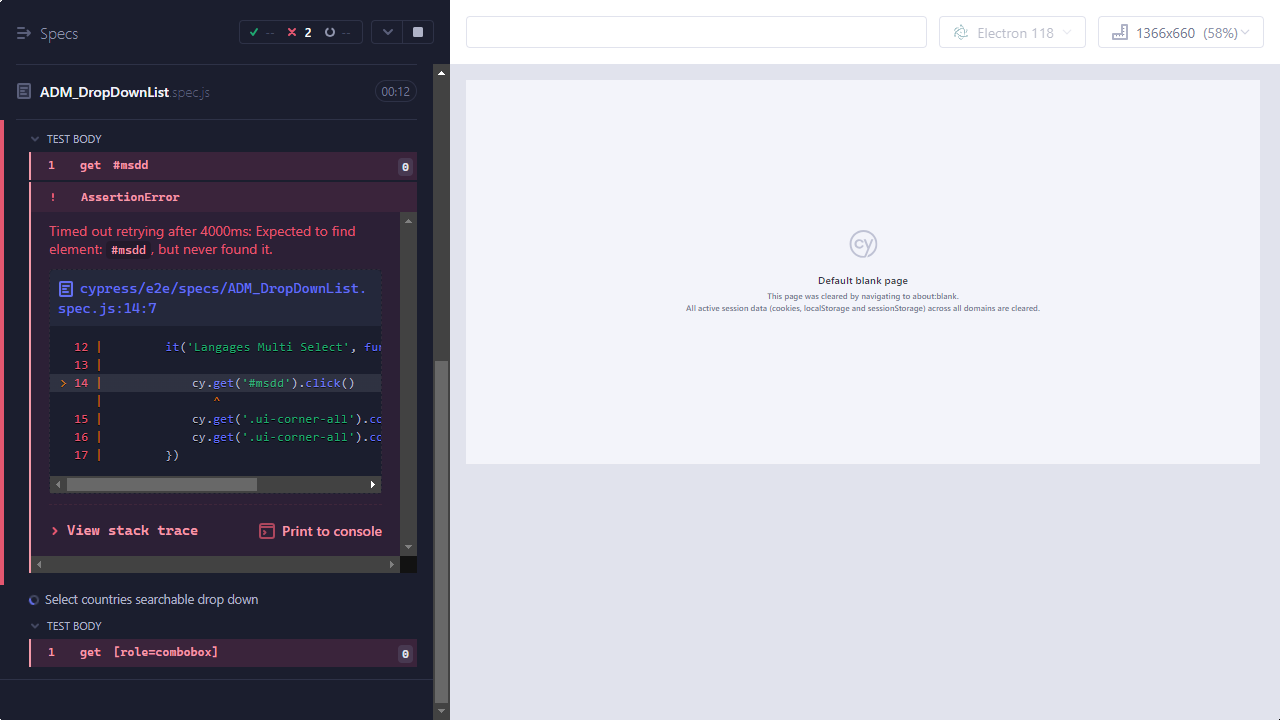 Specs
--
2
--
Electron 118
1366x660 (58%)
ADM_DropDownList.spec.js
00:12
TEST BODY
1 get #msdd 0
! AssertionError
Timed out retrying after 4000ms: Expected to find
element: #msdd, but never found it.
cypress/e2e/specs/ADM_DropDownList.
spec.js:14:7
12 | it('Langages Multi Select', fun
13 |
> 14 | cy.get('#msdd').click()
| ^
15 | cy.get('.ui-corner-all').co
16 | cy.get('.ui-corner-all').co
17 | })
View stack trace
Print to console
Select countries searchable drop down
TEST BODY
1 get [role=combobox] 0
cy
Default blank page
This page was cleared by navigating to about:blank.
All active session data (cookies, localStorage and sessionStorage) across all domains are cleared.